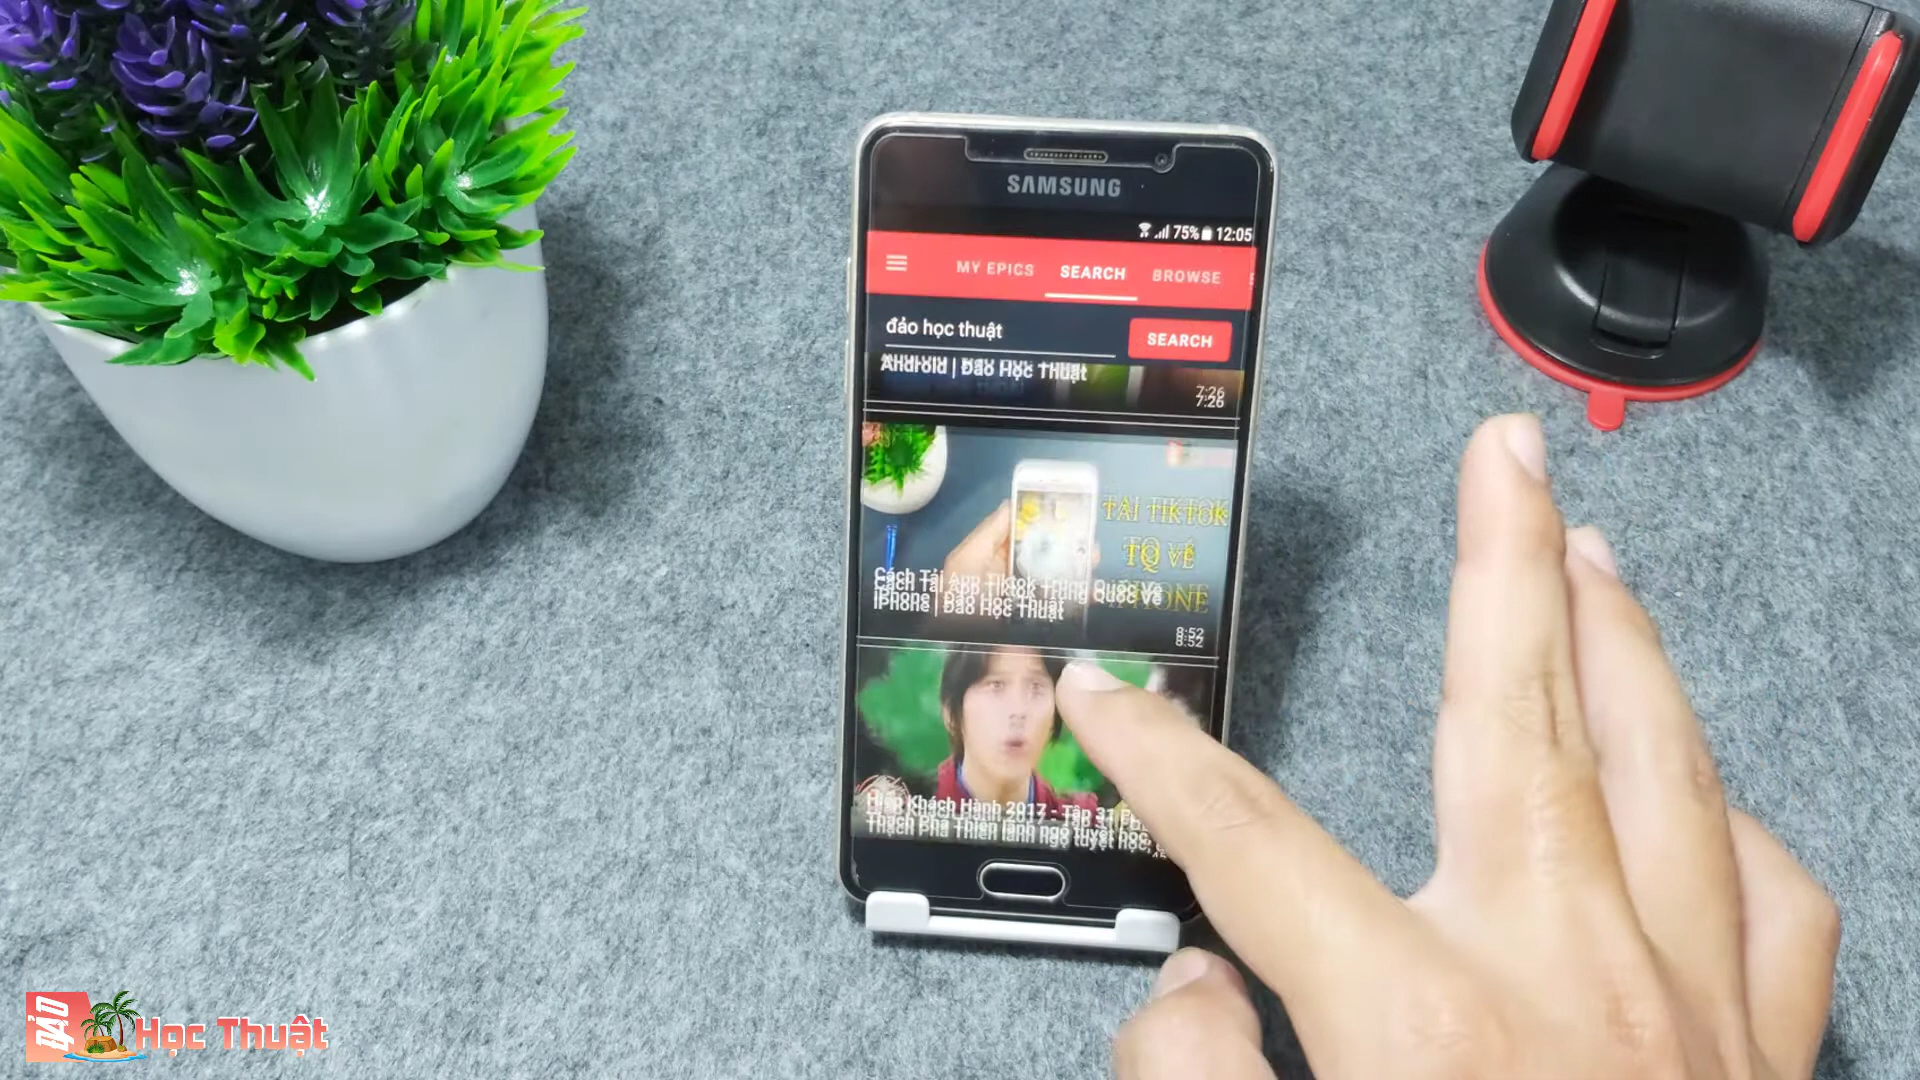 SAMSUNG
75% 12:05
MY EPICS SEARCH BROWSE
đảo học thuật SEARCH
Android | Đảo Học Thuật
7:26
TẢI TIKTOK
TQ VỀ
IPHONE
Cách Tải App Tiktok Trung Quốc Về
iPhone | Đảo Học Thuật
8:52
Hiệp Khách Hành 2017 - Tập 31
Thạch Phá Thiên lãnh ngộ tuyệt học,
ĐẢO Học Thuật